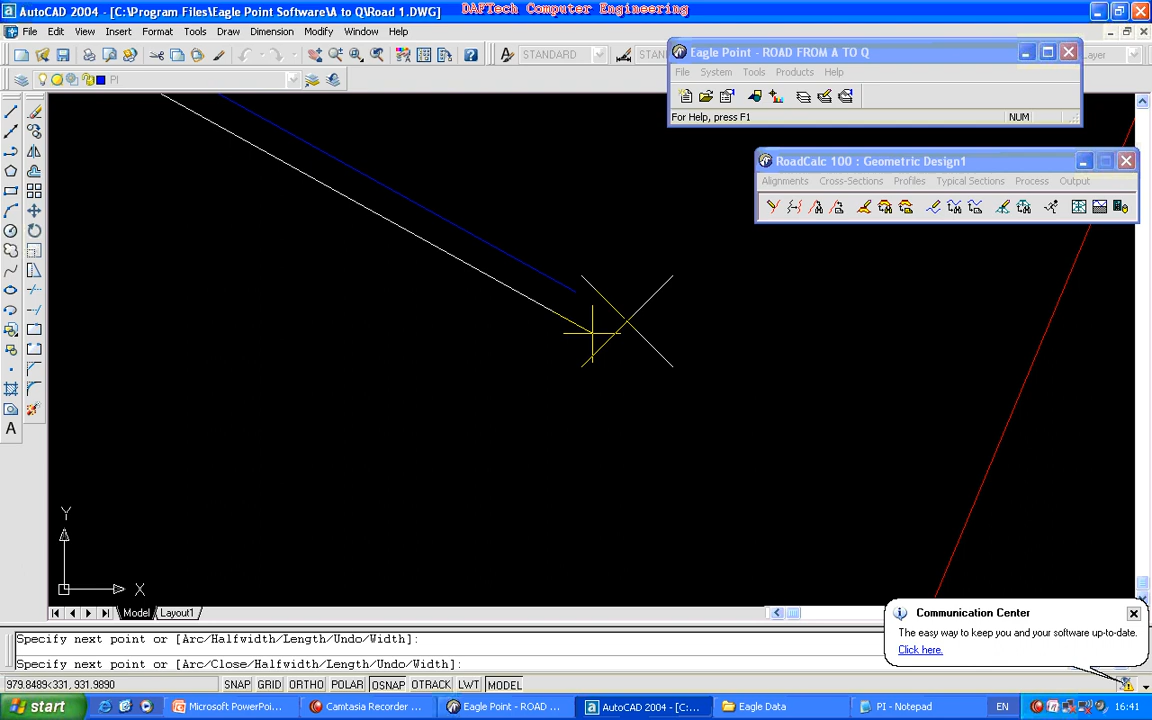 AutoCAD 2004 - [C:\Program Files\Eagle Point Software\A to Q\Road 1.DWG]
DAFTech Computer Engineering
File Edit View Insert Format Tools Draw Dimension Modify Window Help
STANDARD
STANDARD
Layer
PI
Eagle Point - ROAD FROM A TO Q
File System Tools Products Help
For Help, press F1
NUM
RoadCalc 100 : Geometric Design1
Alignments Cross-Sections Profiles Typical Sections Process Output
A
Y
X
Model Layout1
Communication Center
The easy way to keep you and your software up-to-date.
Click here.
Specify next point or [Arc/Halfwidth/Length/Undo/Width]:
Specify next point or [Arc/Close/Halfwidth/Length/Undo/Width]:
979.8489<331, 931.9890
SNAP GRID ORTHO POLAR OSNAP OTRACK LWT MODEL
start
Microsoft PowerPoi...
Camtasia Recorder ...
Eagle Point - ROAD ...
AutoCAD 2004 - [C:...
Eagle Data
PI - Notepad
EN
16:41